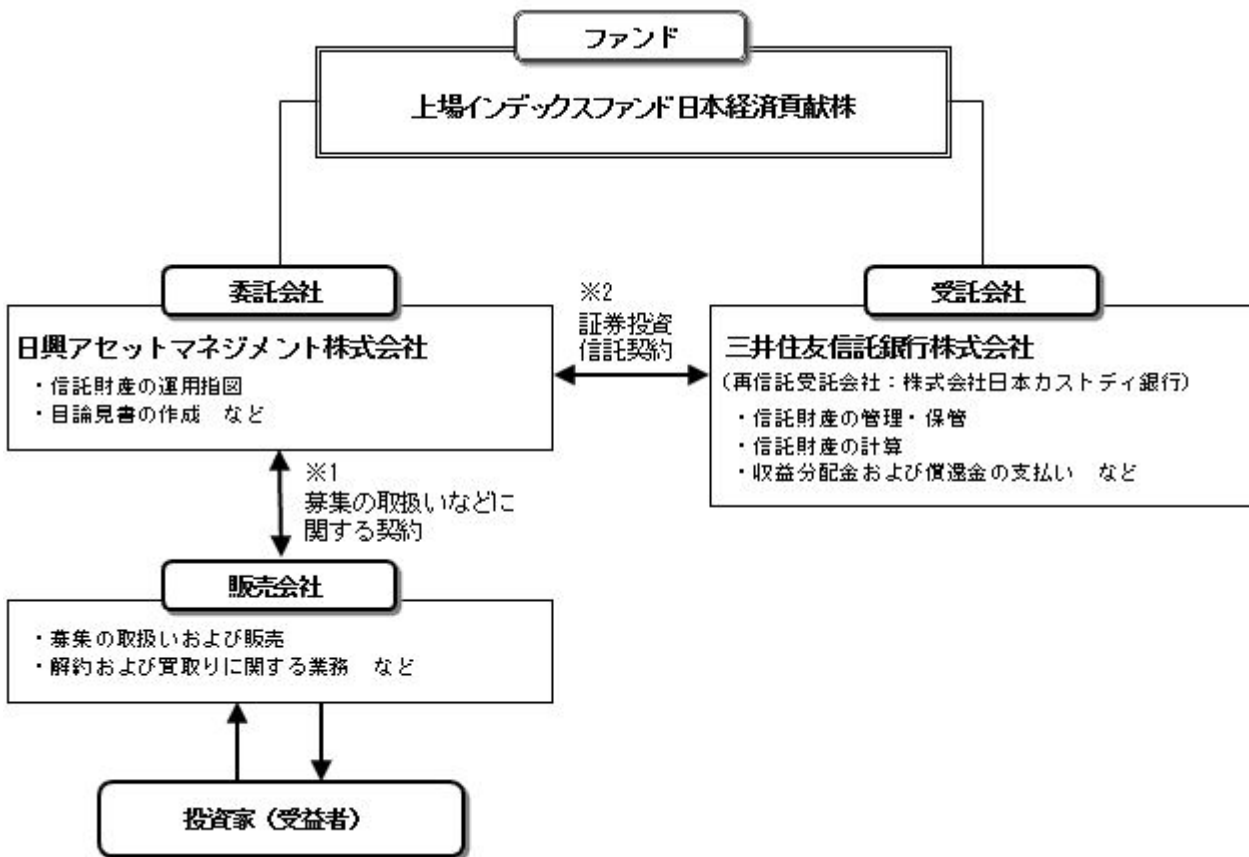 ファンド
上場インデックスファンド日本経済貢献株
委託会社
日興アセットマネジメント株式会社
・信託財産の運用指図
・目論見書の作成　など
※2
証券投資
信託契約
受託会社
三井住友信託銀行株式会社
(再信託受託会社：株式会社日本カストディ銀行)
・信託財産の管理・保管
・信託財産の計算
・収益分配金および償還金の支払い　など
※1
募集の取扱いなどに
関する契約
販売会社
・募集の取扱いおよび販売
・解約および買取りに関する業務　など
投資家（受益者）